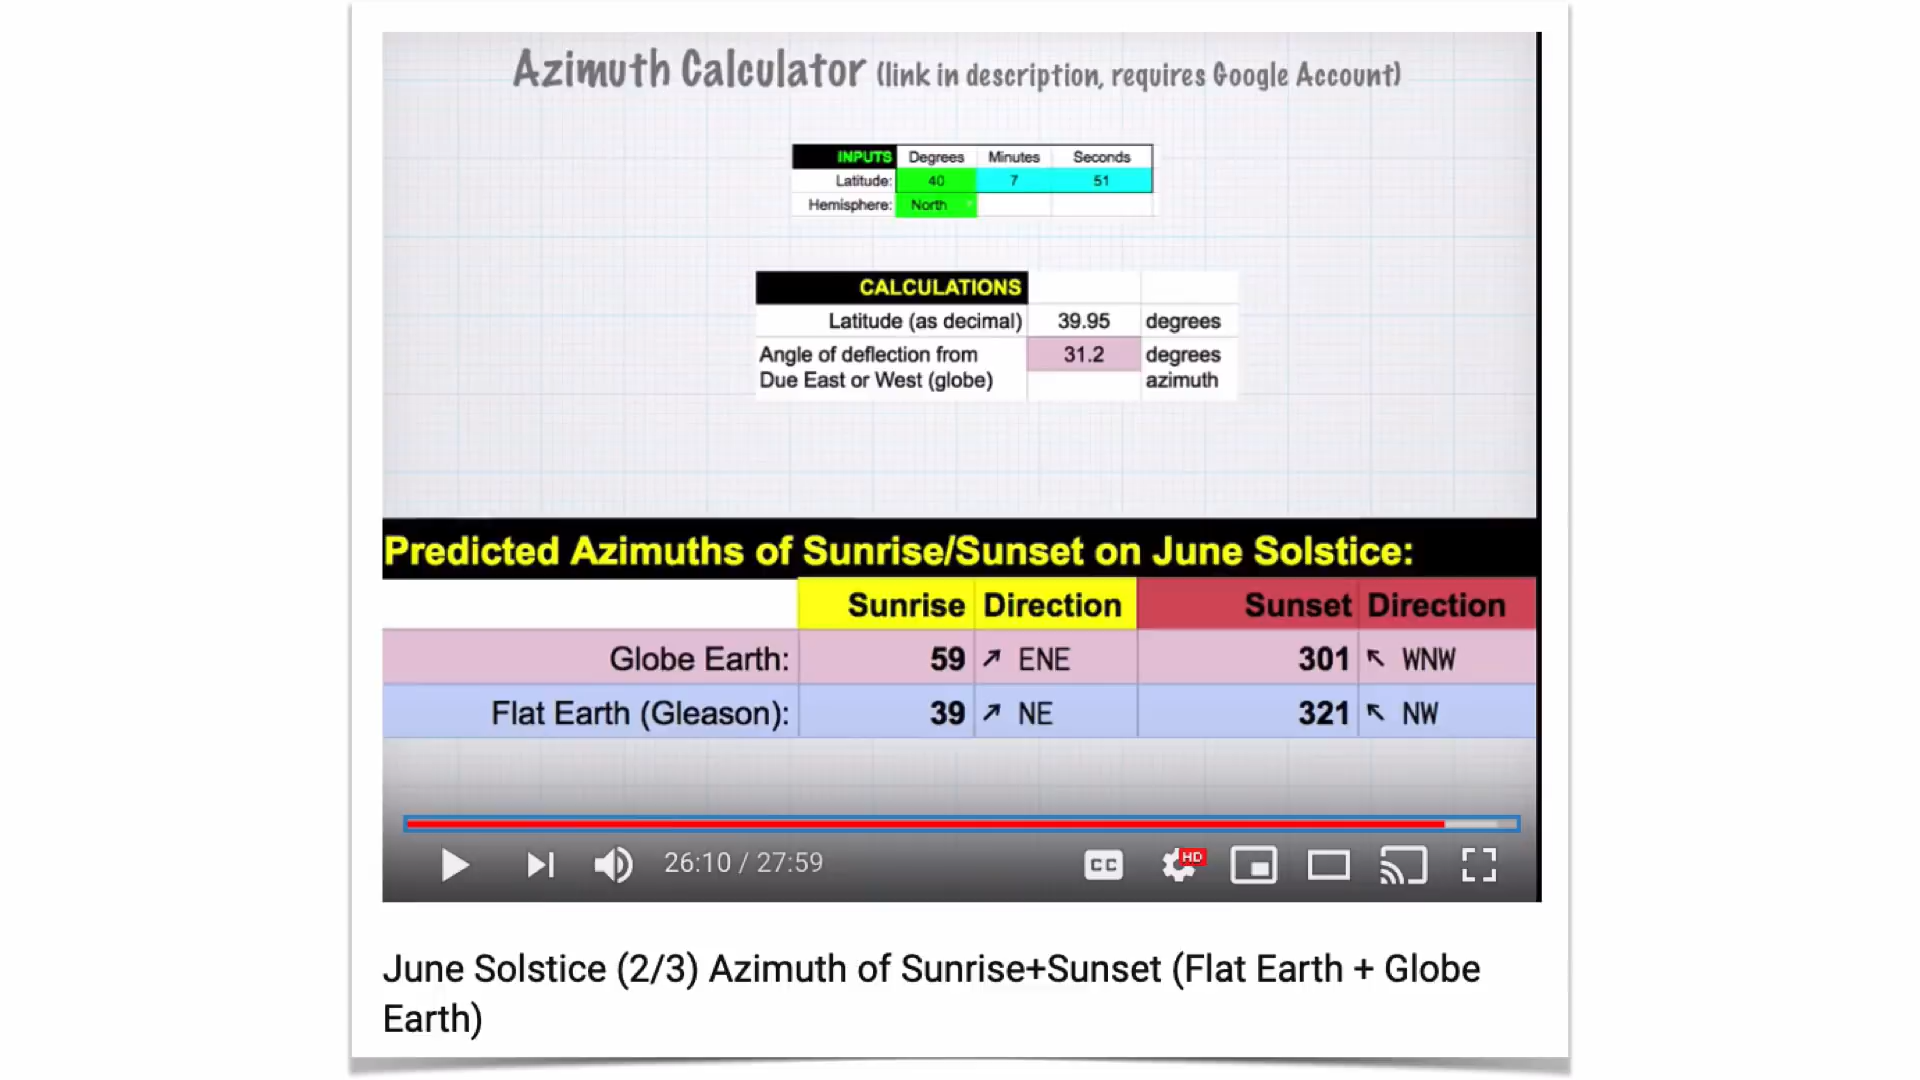 Azimuth Calculator (link in description, requires Google Account)
INPUTS Degrees Minutes Seconds
Latitude: 40 7 51
Hemisphere: North
CALCULATIONS
Latitude (as decimal) 39.95 degrees
Angle of deflection from 31.2 degrees
Due East or West (globe) azimuth
Predicted Azimuths of Sunrise/Sunset on June Solstice:
Sunrise Direction Sunset Direction
Globe Earth: 59 ↗ ENE 301 ↖ WNW
Flat Earth (Gleason): 39 ↗ NE 321 ↖ NW
26:10 / 27:59 CC HD
June Solstice (2/3) Azimuth of Sunrise+Sunset (Flat Earth + Globe
Earth)